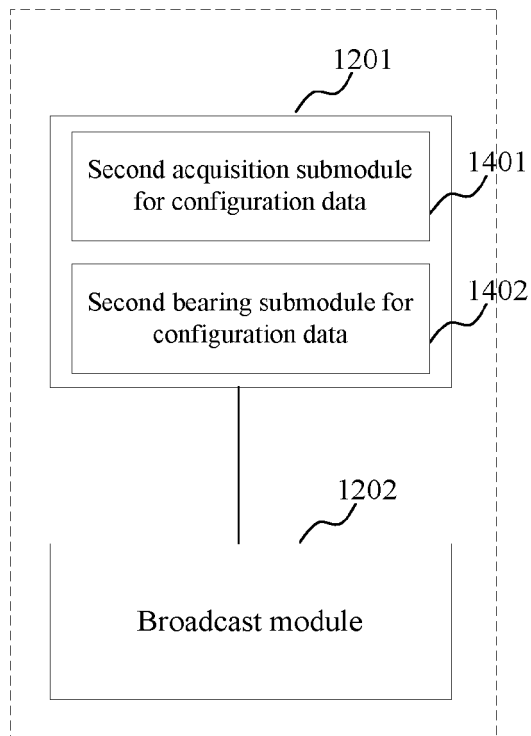 1201
Second acquisition submodule
for configuration data
1401
Second bearing submodule for
configuration data
1402
1202
Broadcast module